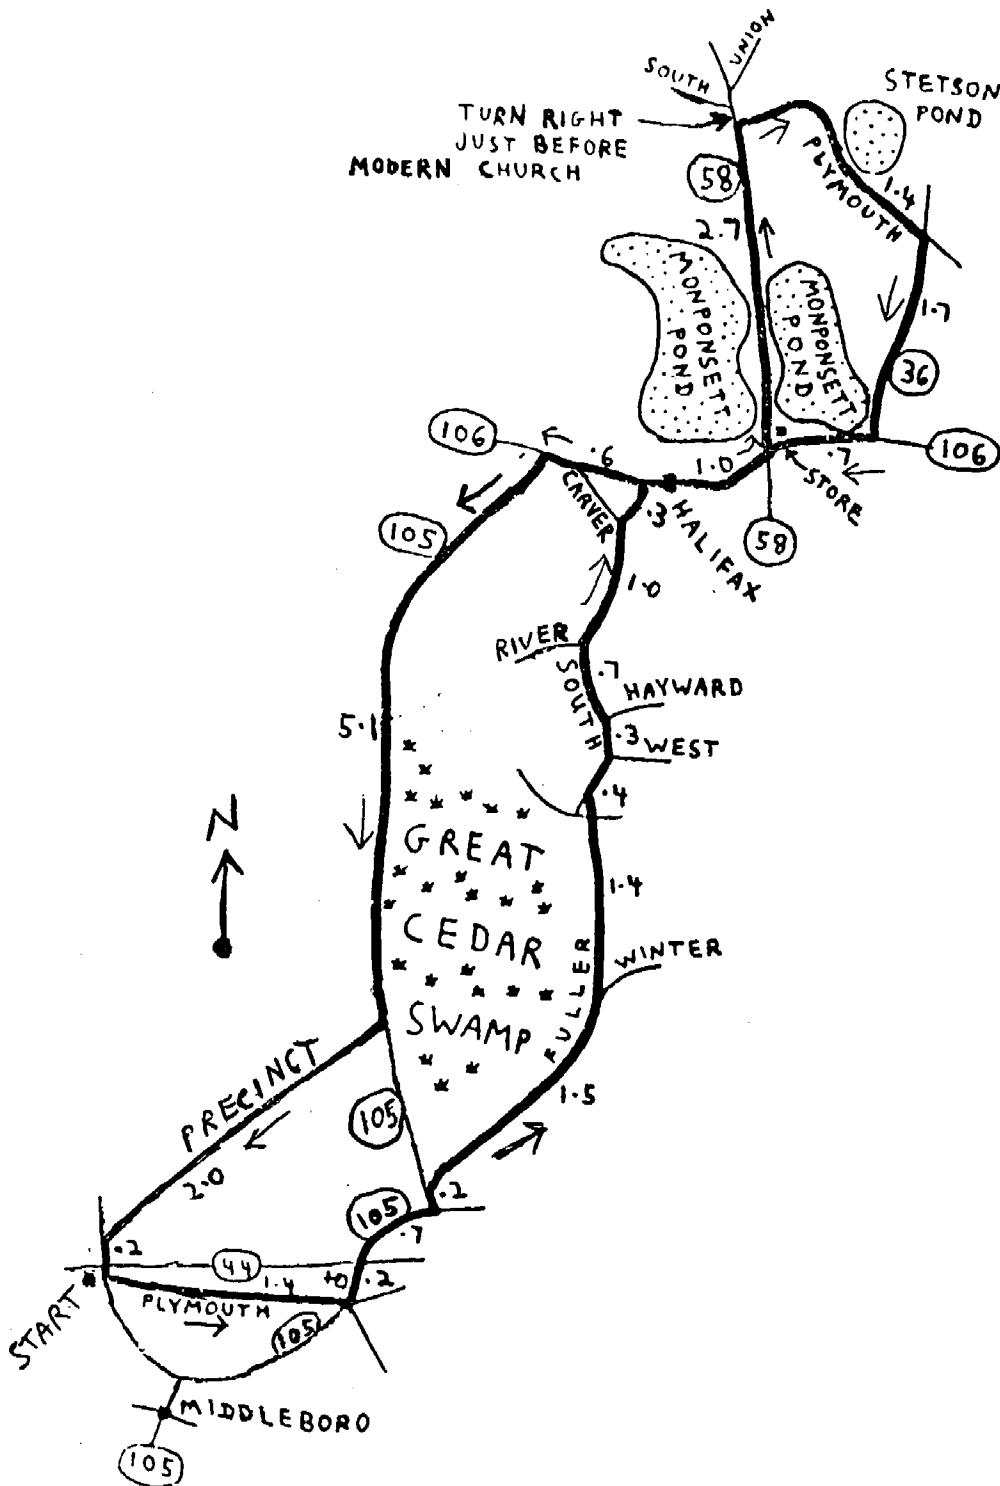 UNION
SOUTH
STETSON
POND
TURN RIGHT
JUST BEFORE
MODERN CHURCH
58
PLYMOUTH
1.4
2.7
MONPONSETT
POND
MONPONSETT
POND
1.7
36
106
.6
1.0
.7
106
CARVER
.3
HALIFAX
STORE
58
105
1.0
RIVER
SOUTH
.7
HAYWARD
.3
WEST
5.1
.4
N
GREAT
CEDAR
SWAMP
1.4
WINTER
FULLER
1.5
PRECINCT
105
2.0
.2
105
.7
.2
44
1.4
.2
START
PLYMOUTH
105
MIDDLEBORO
105